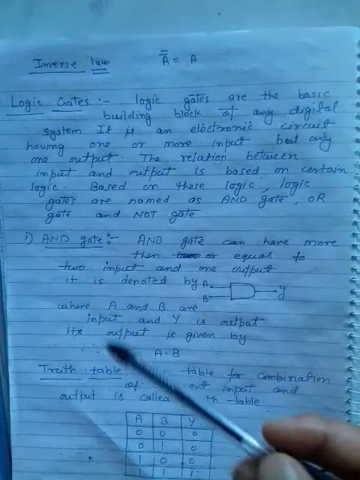 Inverse law A̿ = A
Logic Gates :- logic gates are the basic
building block of any digital
system It is an electronic circuit
having one or more input but only
one output. The relation between
input and output is based on certain
logic. Based on these logic, logic
gates are named as AND gate, OR
gate and NOT gate
i) AND gate :- AND gate can have more
then or equal to
two input and one output
it is denoted by A
B
y
where A and B are
input and Y is output
its output is given by
A·B
Truth table table for combination
of input and
output is called th table.
A B Y
0 0 0
0 1 0
1 0 0
1 1 1